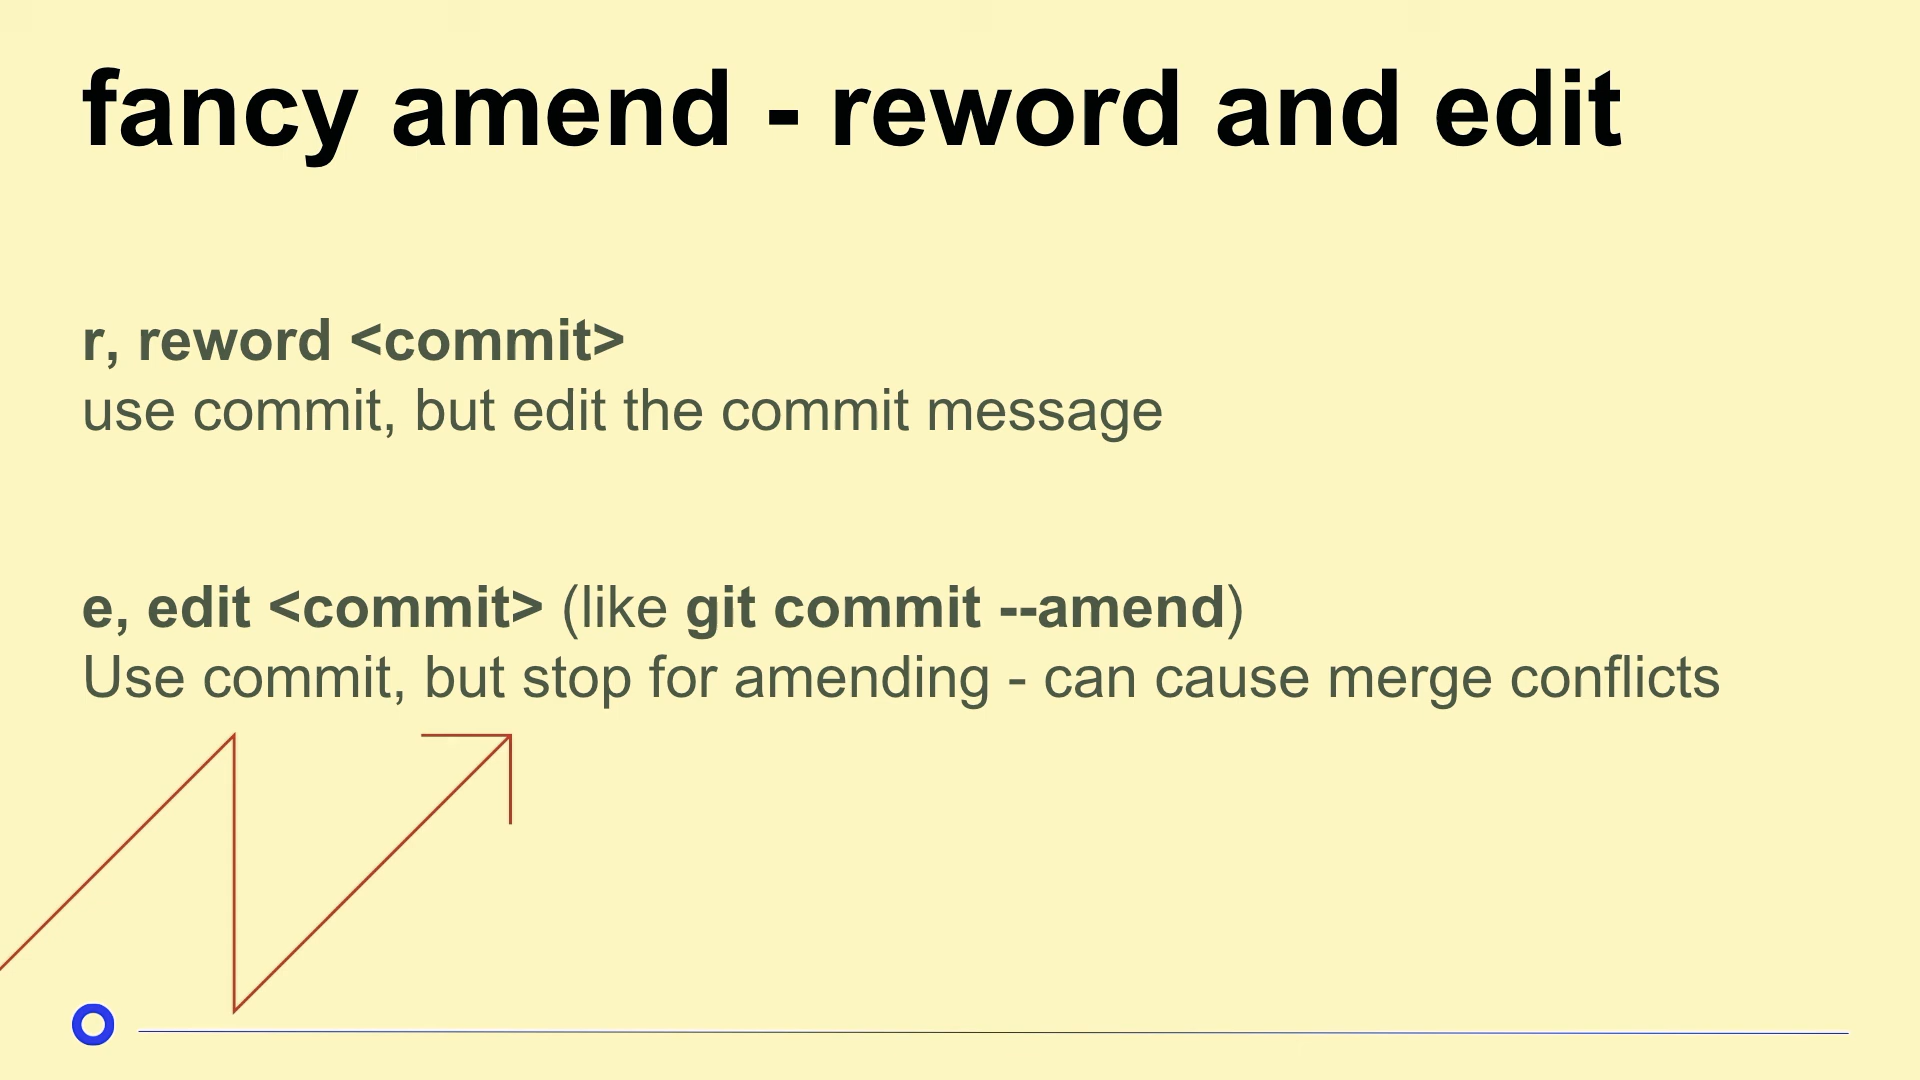 fancy amend - reword and edit
r, reword <commit>
use commit, but edit the commit message
e, edit <commit> (like git commit --amend)
Use commit, but stop for amending - can cause merge conflicts